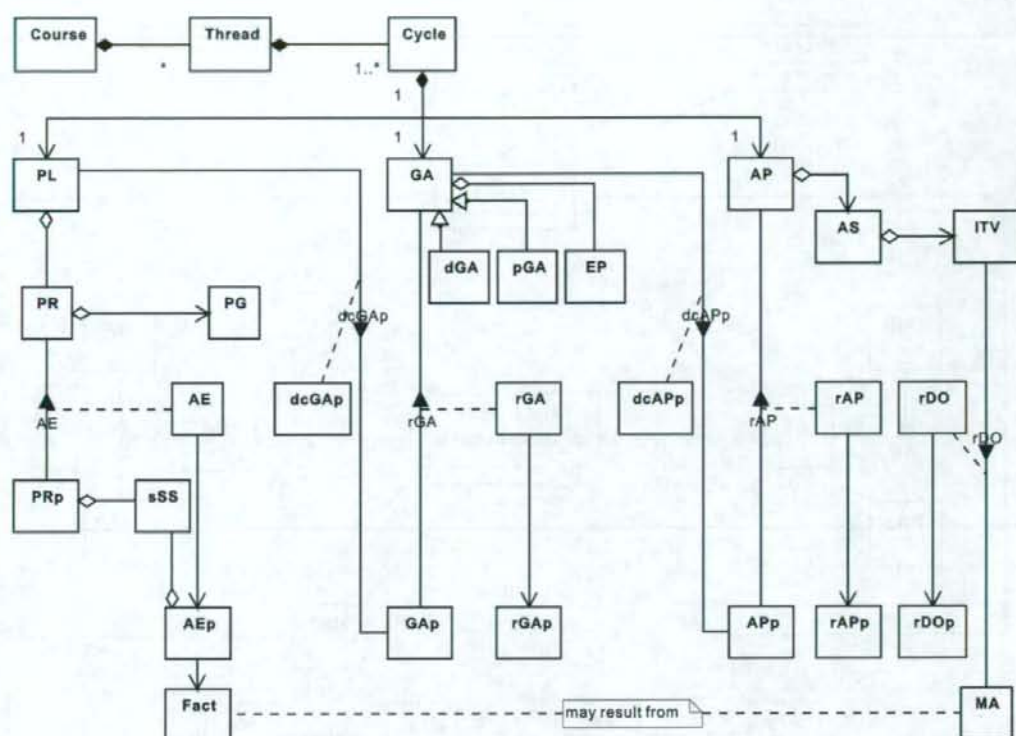 Course
Thread
Cycle
*
1..*
1
1
1
1
PL
GA
AP
AS
ITV
dGA
pGA
EP
PR
PG
dcGAp
dcAPp
AE
AE
dcGAp
rGA
rGA
dcAPp
rAP
rAP
rDO
rDO
PRp
sSS
AEp
GAp
rGAp
APp
rAPp
rDOp
Fact
may result from
MA